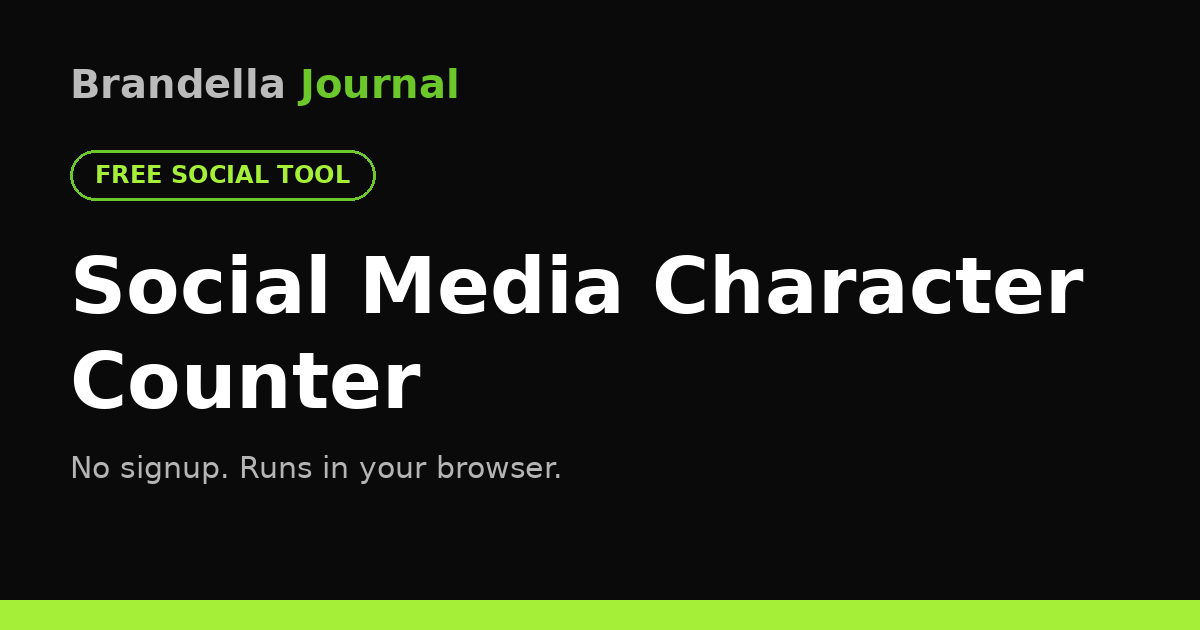 Brandella Journal
FREE SOCIAL TOOL
Social Media Character
Counter
No signup. Runs in your browser.